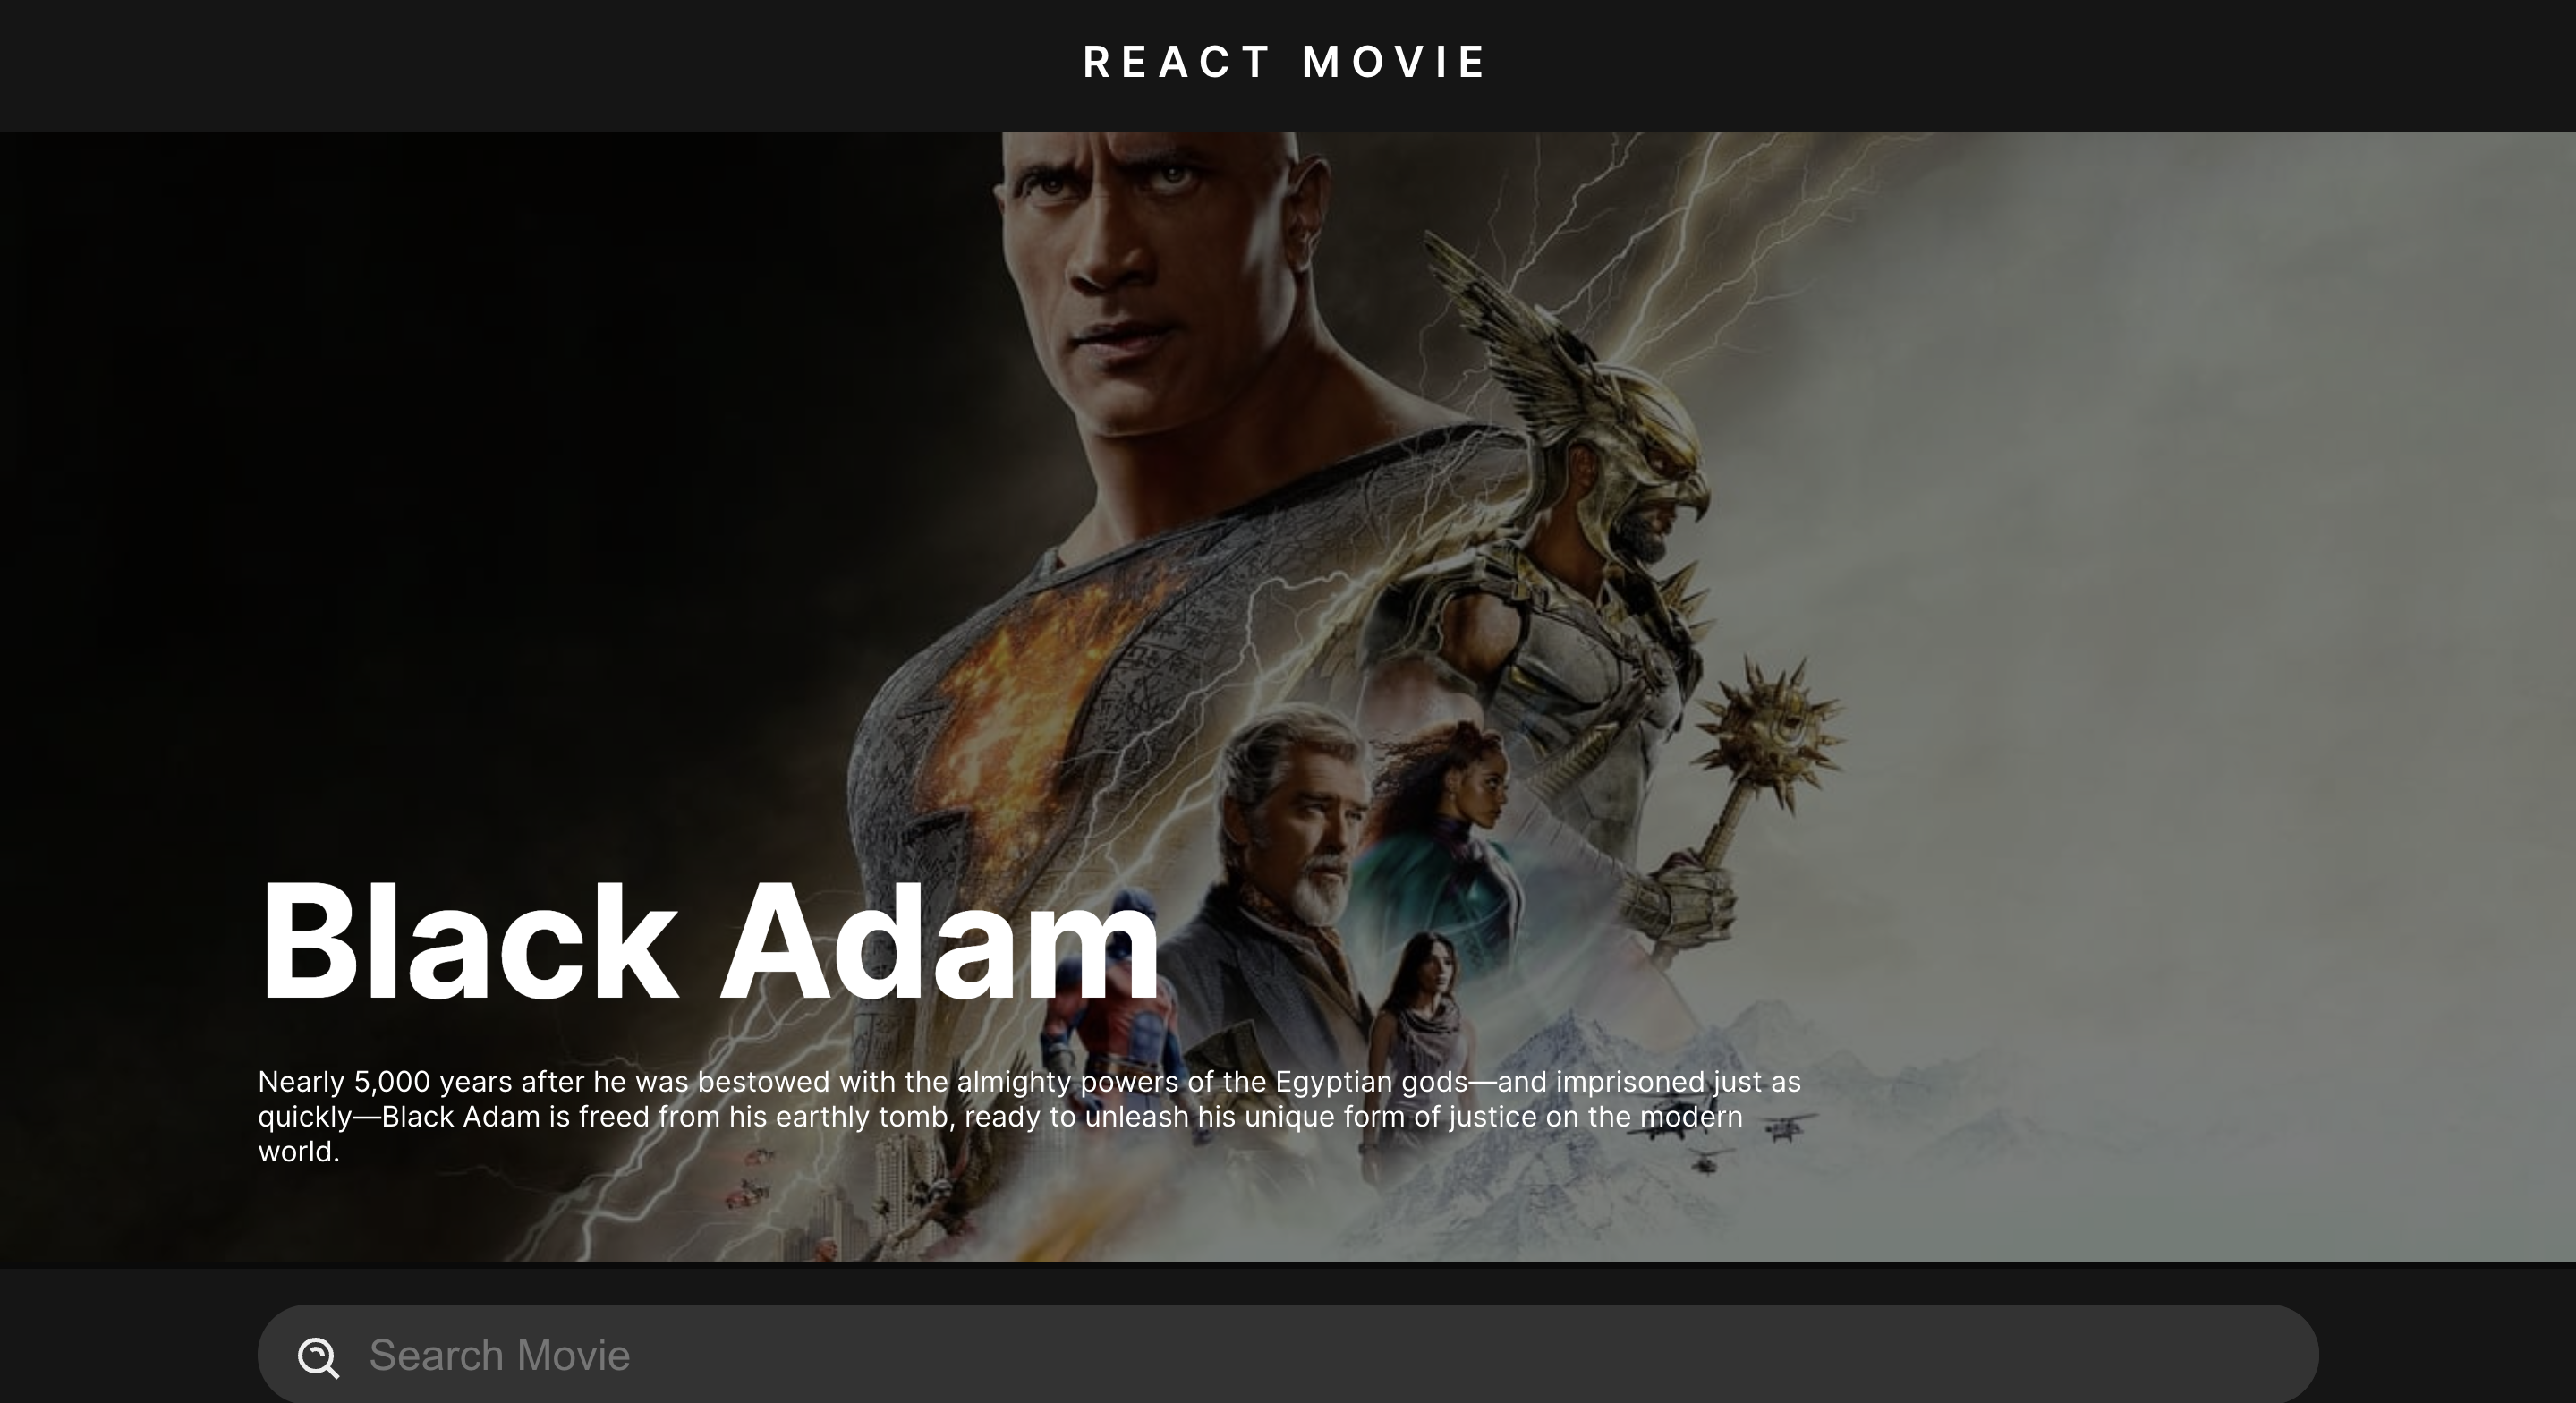 REACT MOVIE
Black Adam
Nearly 5,000 years after he was bestowed with the almighty powers of the Egyptian gods—and imprisoned just as
quickly—Black Adam is freed from his earthly tomb, ready to unleash his unique form of justice on the modern
world.
Search Movie